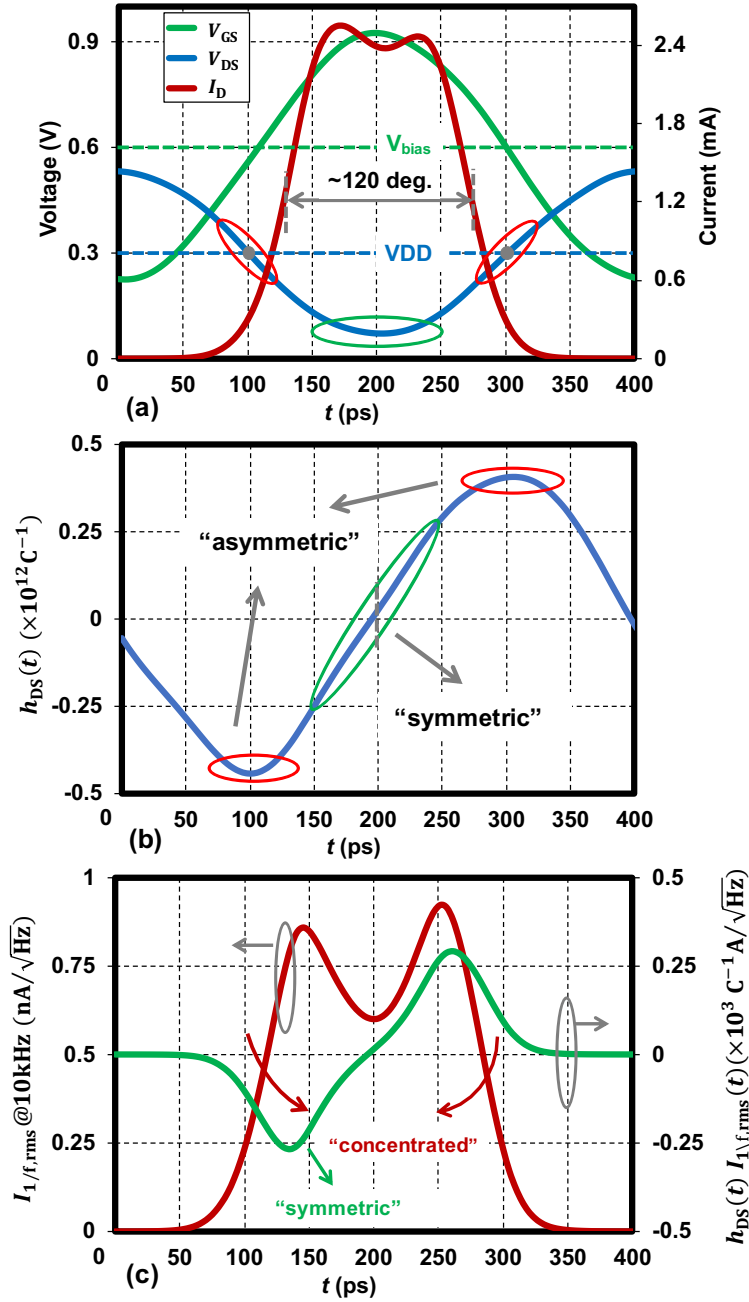 V_GS
V_DS
I_D
V_bias
~120 deg.
VDD
Voltage (V)
0.9
0.6
0.3
0
Current (mA)
2.4
1.8
1.2
0.6
0
0 50 100 150 200 250 300 350 400
(a)
t (ps)
h_DS(t) (×10^12 C^−1)
0.5
0.25
0
-0.25
-0.5
“asymmetric”
“symmetric”
0 50 100 150 200 250 300 350 400
(b)
t (ps)
I_1/f,rms @10kHz (nA/√Hz)
1
0.75
0.5
0.25
0
“concentrated”
“symmetric”
h_DS(t) I_1\f,rms(t)(×10^3 C^−1A/√Hz)
0.5
0.25
0
-0.25
-0.5
0 50 100 150 200 250 300 350 400
(c)
t (ps)